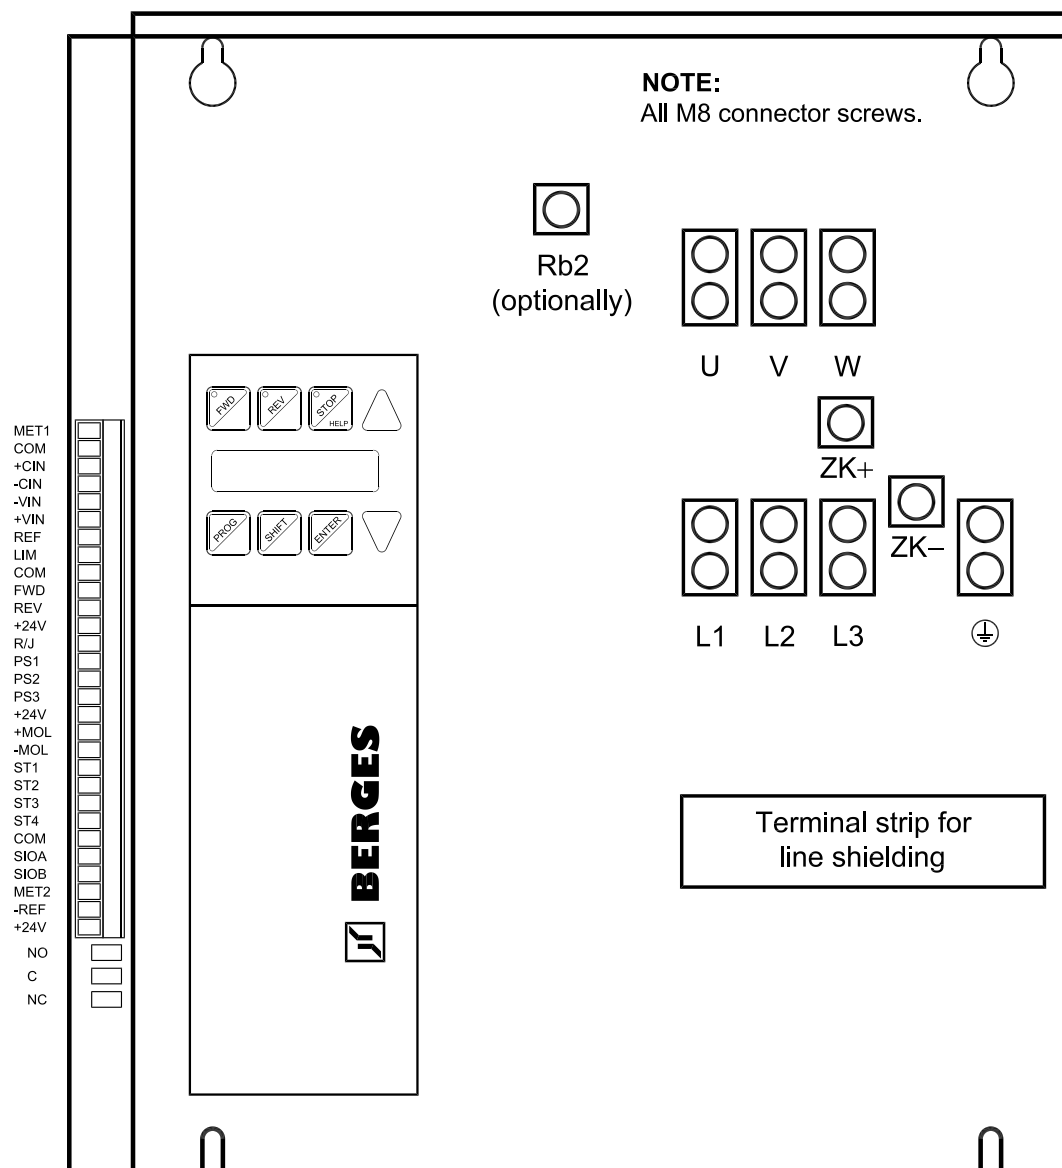 NOTE:
All M8 connector screws.
Rb2
(optionally)
U V W
FWD REV STOP HELP
ZK+
PROG SHIFT ENTER
ZK–
L1 L2 L3
MET1
COM
+CIN
-CIN
-VIN
+VIN
REF
LIM
COM
FWD
REV
+24V
R/J
PS1
PS2
PS3
+24V
+MOL
-MOL
ST1
ST2
ST3
ST4
COM
SIOA
SIOB
MET2
-REF
+24V
NO
C
NC
BERGES
Terminal strip for
line shielding